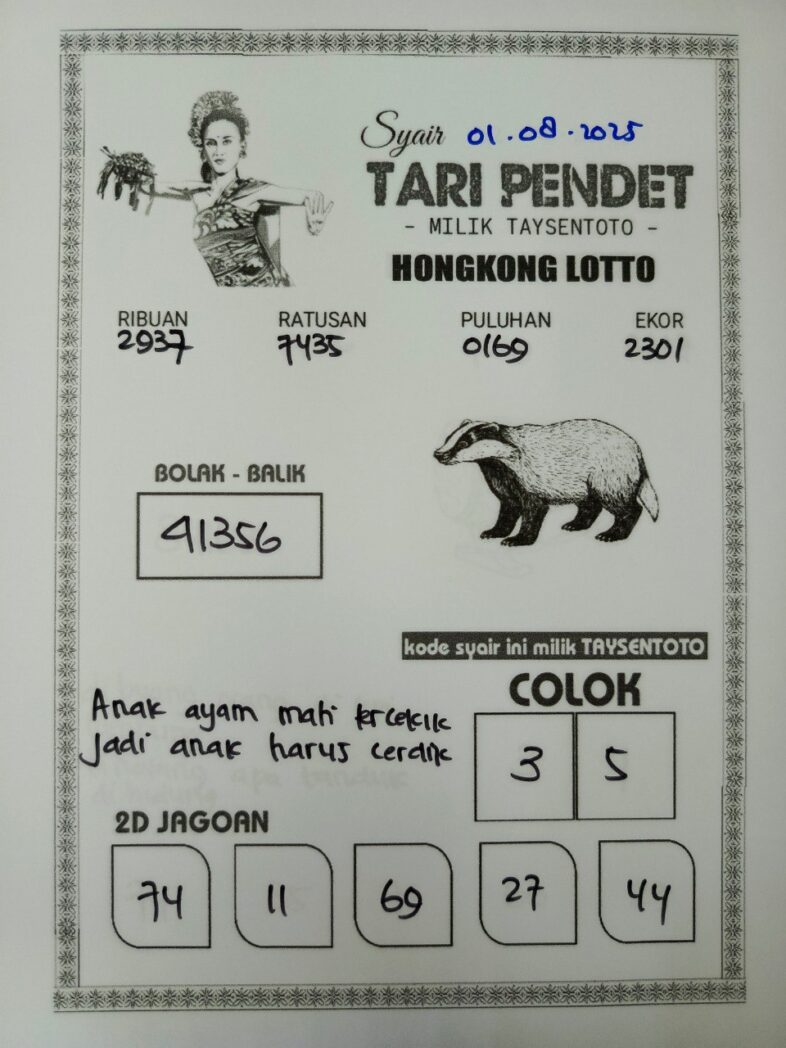 Syair 01.08.2025
TARI PENDET
- MILIK TAYSENTOTO -
HONGKONG LOTTO
RIBUAN RATUSAN PULUHAN EKOR
2937 7435 0169 2301
BOLAK - BALIK
41356
kode syair ini milik TAYSENTOTO
COLOK
3 5
Anak ayam mati tercekik
Jadi anak harus cerdik
2D JAGOAN
74 11 69 27 44